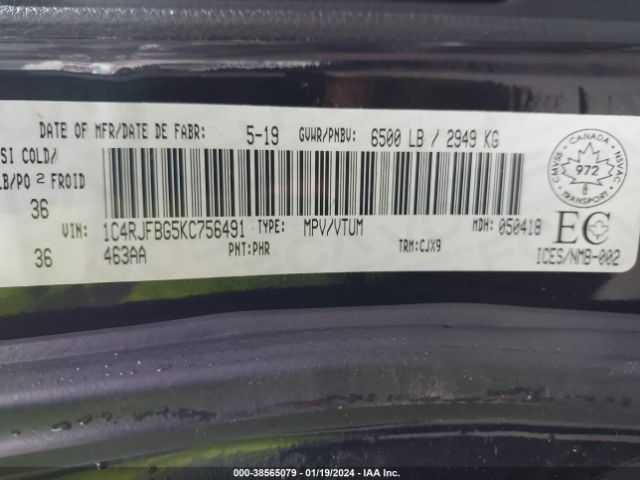 DATE OF MFR/DATE DE FABR: 5-19 GVWR/PNBV: 6500 LB / 2949 KG
SI COLD/
LB/PO 2 FROID
36
VIN: 1C4RJFBG5KC756491 TYPE: MPV/VTUM MDH: 050418
36 463AA PNT:PHR TRM:CJX9
CANADA
CMVSS 972 NSVAC
TRANSPORT
EC
ICES/NMB-002
000-38565079 - 01/19/2024 - IAA Inc.